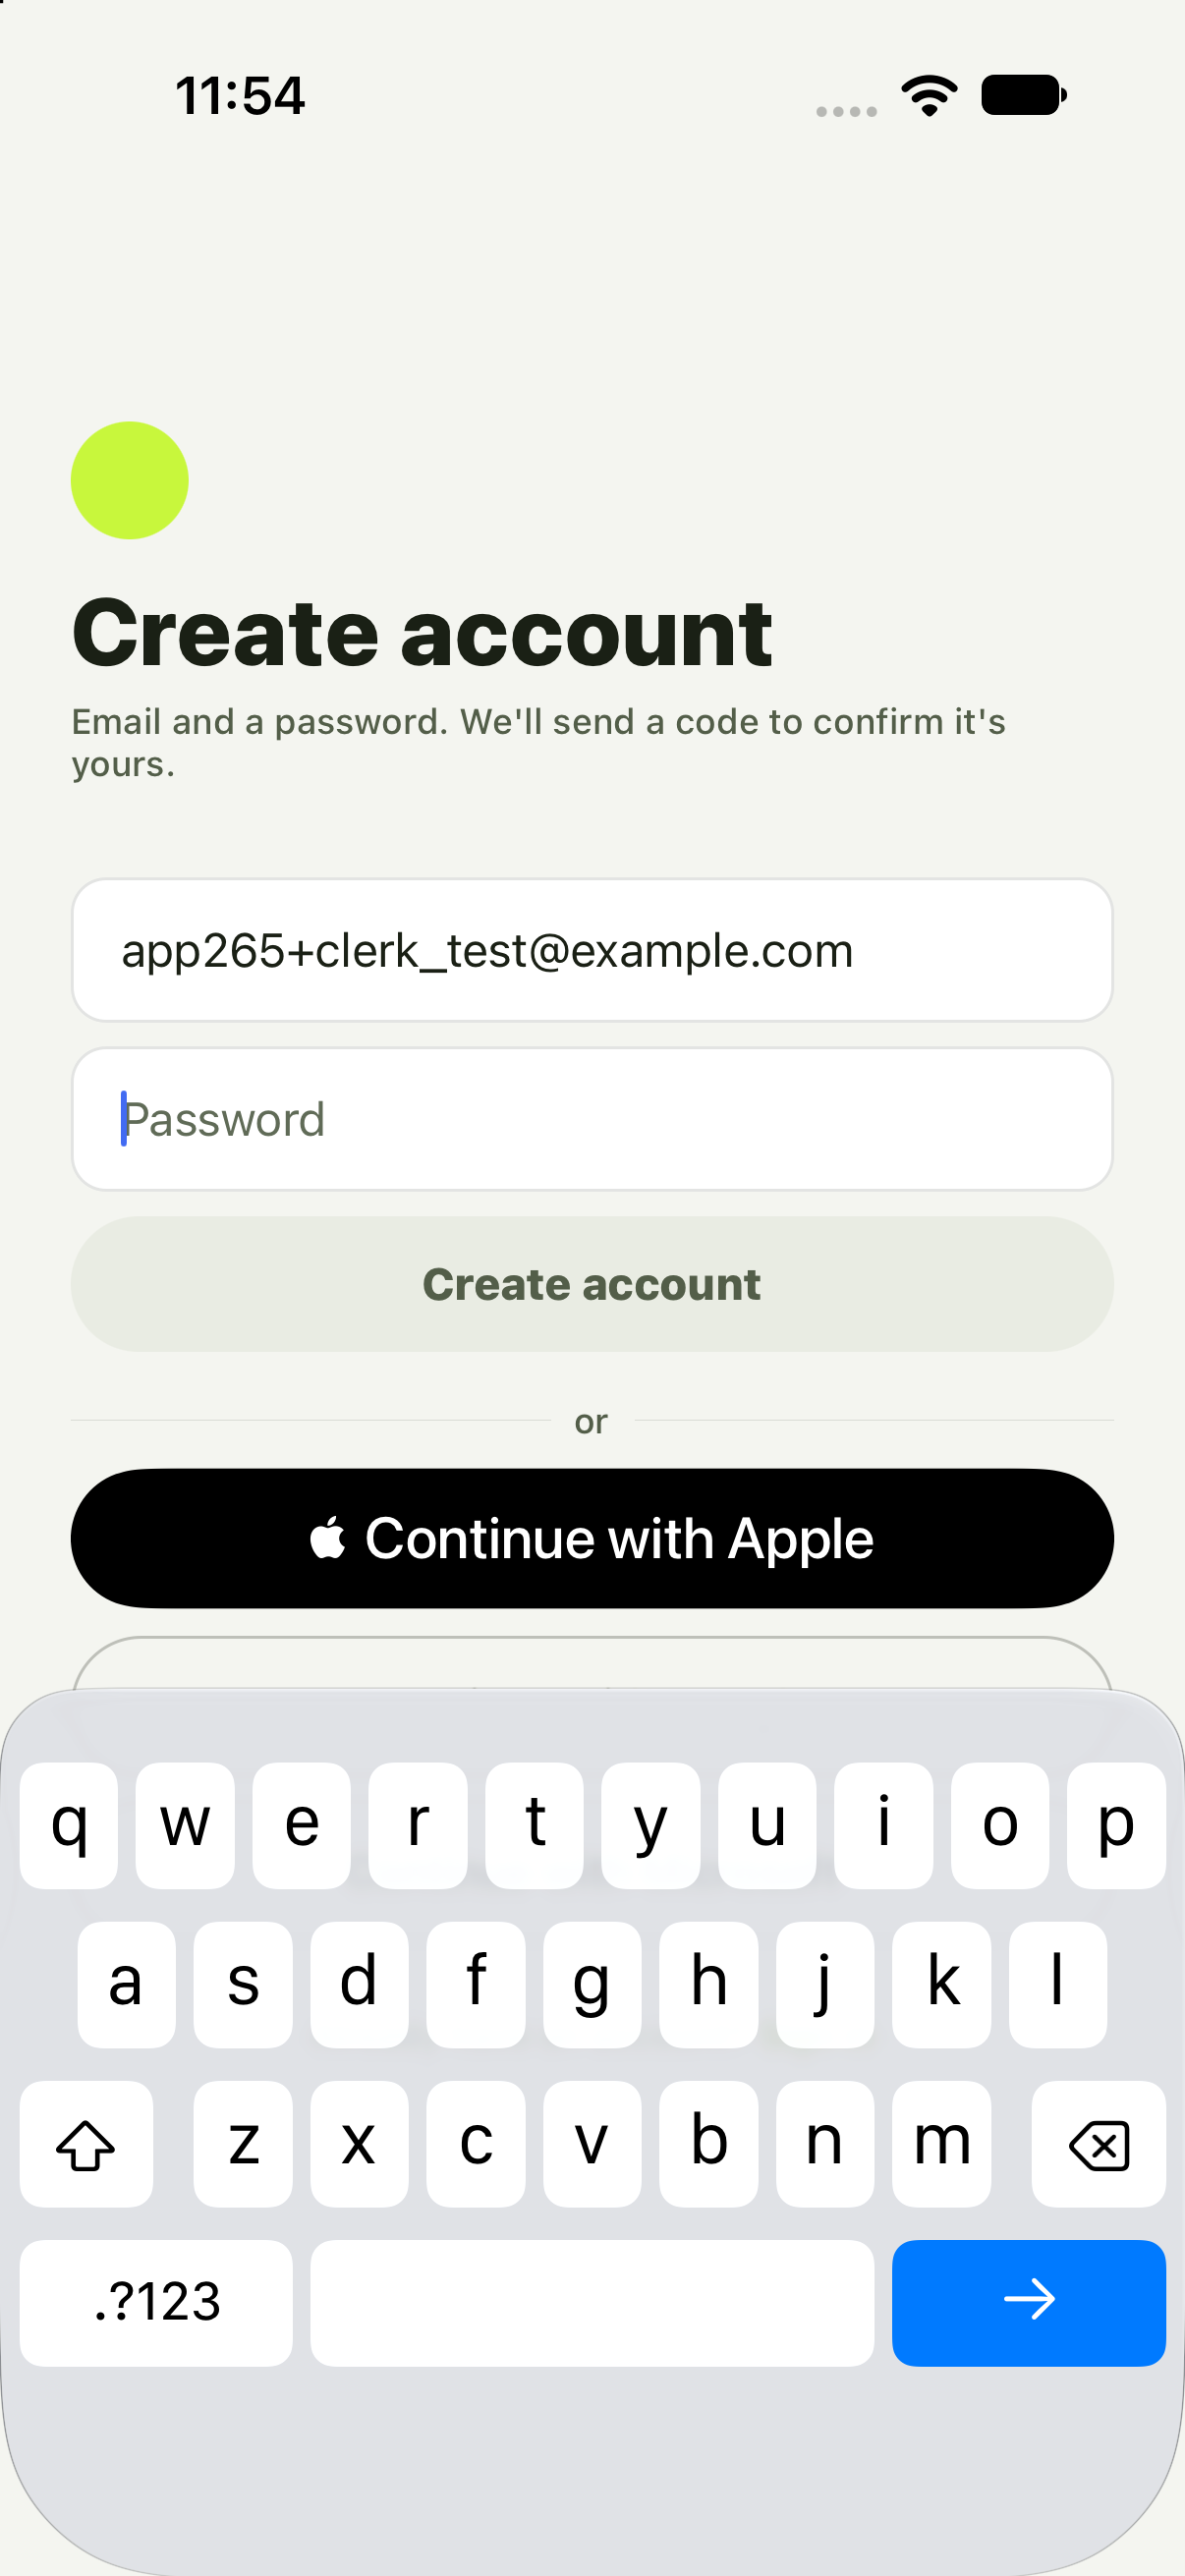 11:54
Create account
Email and a password. We'll send a code to confirm it's
yours.
app265+clerk_test@example.com
Password
Create account
or
Continue with Apple
q w e r t y u i o p
a s d f g h j k l
z x c v b n m
.?123